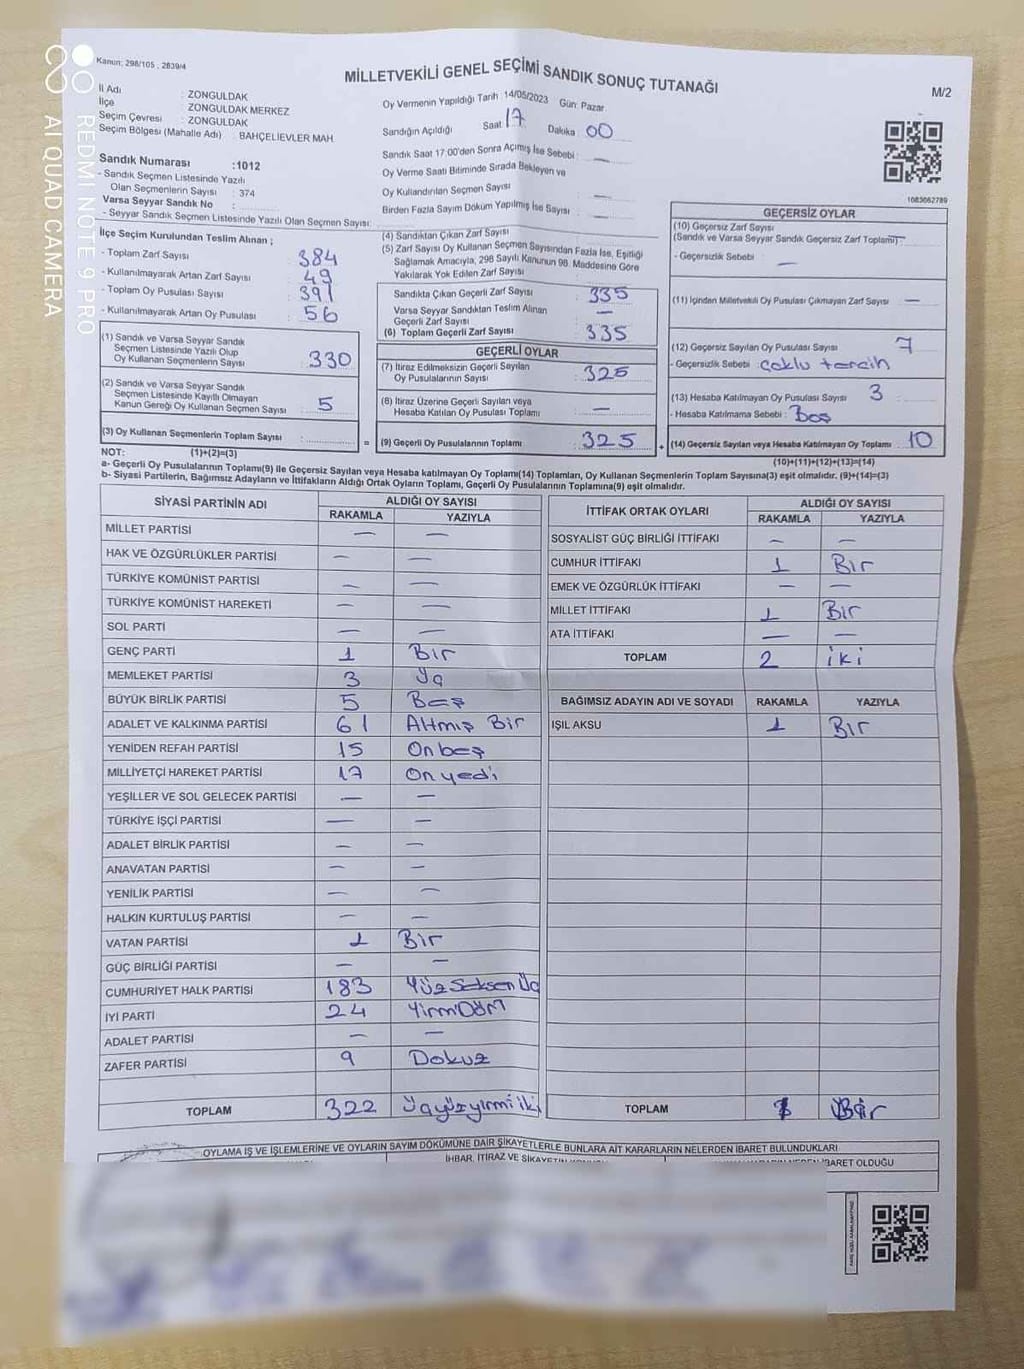 Kanun: 298/105 , 2839/4
MİLLETVEKİLİ GENEL SEÇİMİ SANDIK SONUÇ TUTANAĞI
M/2
İl Adı : ZONGULDAK
İlçe : ZONGULDAK MERKEZ
Seçim Çevresi : ZONGULDAK
Seçim Bölgesi (Mahalle Adı) : BAHÇELİEVLER MAH
Sandık Numarası :1012
- Sandık Seçmen Listesinde Yazılı
Olan Seçmenlerin Sayısı : 374
Varsa Seyyar Sandık No :
- Seyyar Sandık Seçmen Listesinde Yazılı Olan Seçmen Sayısı:
Oy Vermenin Yapıldığı Tarih 14/05/2023 Gün: Pazar
Sandığın Açıldığı Saat 17 Dakika 00
Sandık Saat 17:00'den Sonra Açılmış İse Sebebi : —
Oy Verme Saati Bitiminde Sırada Bekleyen ve
Oy Kullandırılan Seçmen Sayısı —
Birden Fazla Sayım Döküm Yapılmış İse Sayısı —
1083662789
İlçe Seçim Kurulundan Teslim Alınan ;
- Toplam Zarf Sayısı 384
- Kullanılmayarak Artan Zarf Sayısı 49
- Toplam Oy Pusulası Sayısı 391
- Kullanılmayarak Artan Oy Pusulası 56
(1) Sandık ve Varsa Seyyar Sandık
Seçmen Listesinde Yazılı Olup
Oy Kullanan Seçmenlerin Sayısı 330
(2) Sandık ve Varsa Seyyar Sandık
Seçmen Listesinde Kayıtlı Olmayan
Kanun Gereği Oy Kullanan Seçmen Sayısı 5
(3) Oy Kullanan Seçmenlerin Toplam Sayısı :
(4) Sandıktan Çıkan Zarf Sayısı
(5) Zarf Sayısı Oy Kullanan Seçmen Sayısından Fazla İse, Eşitliği
Sağlamak Amacıyla, 298 Sayılı Kanunun 98. Maddesine Göre
Yakılarak Yok Edilen Zarf Sayısı
Sandıkta Çıkan Geçerli Zarf Sayısı 335
Varsa Seyyar Sandıktan Teslim Alınan
Geçerli Zarf Sayısı —
(6) Toplam Geçerli Zarf Sayısı 335
GEÇERLİ OYLAR
(7) İtiraz Edilmeksizin Geçerli Sayılan
Oy Pusulalarının Sayısı 325
(8) İtiraz Üzerine Geçerli Sayılan veya
Hesaba Katılan Oy Pusulası Toplamı —
= (9) Geçerli Oy Pusulalarının Toplamı 325 +
GEÇERSİZ OYLAR
(10) Geçersiz Zarf Sayısı
(Sandık ve Varsa Seyyar Sandık Geçersiz Zarf Toplamı) —
- Geçersizlik Sebebi : —
(11) İçinden Milletvekili Oy Pusulası Çıkmayan Zarf Sayısı —
(12) Geçersiz Sayılan Oy Pusulası Sayısı 7
- Geçersizlik Sebebi : çoklu tercih
(13) Hesaba Katılmayan Oy Pusulası Sayısı 3
- Hesaba Katılmama Sebebi : Boş
(14) Geçersiz Sayılan veya Hesaba Katılmayan Oy Toplamı 10
NOT: (1)+(2)=(3)
(10)+(11)+(12)+(13)=(14)
a- Geçerli Oy Pusulalarının Toplamı(9) ile Geçersiz Sayılan veya Hesaba katılmayan Oy Toplamı(14) Toplamları, Oy Kullanan Seçmenlerin Toplam Sayısına(3) eşit olmalıdır. (9)+(14)=(3)
b- Siyasi Partilerin, Bağımsız Adayların ve İttifakların Aldığı Ortak Oyların Toplamı, Geçerli Oy Pusulalarının Toplamına(9) eşit olmalıdır.
SİYASİ PARTİNİN ADI ALDIĞI OY SAYISI
RAKAMLA YAZIYLA
MİLLET PARTİSİ — —
HAK VE ÖZGÜRLÜKLER PARTİSİ — —
TÜRKİYE KOMÜNİST PARTİSİ — —
TÜRKİYE KOMÜNİST HAREKETİ — —
SOL PARTİ — —
GENÇ PARTİ 1 Bir
MEMLEKET PARTİSİ 3 Üç
BÜYÜK BİRLİK PARTİSİ 5 Beş
ADALET VE KALKINMA PARTİSİ 61 Altmış Bir
YENİDEN REFAH PARTİSİ 15 On beş
MİLLİYETÇİ HAREKET PARTİSİ 17 On yedi
YEŞİLLER VE SOL GELECEK PARTİSİ — —
TÜRKİYE İŞÇİ PARTİSİ — —
ADALET BİRLİK PARTİSİ — —
ANAVATAN PARTİSİ — —
YENİLİK PARTİSİ — —
HALKIN KURTULUŞ PARTİSİ — —
VATAN PARTİSİ 1 Bir
GÜÇ BİRLİĞİ PARTİSİ — —
CUMHURİYET HALK PARTİSİ 183 Yüz Seksen Üç
İYİ PARTİ 24 YirmiDört
ADALET PARTİSİ — —
ZAFER PARTİSİ 9 Dokuz
TOPLAM 322 Üçyüzyirmi iki
İTTİFAK ORTAK OYLARI ALDIĞI OY SAYISI
RAKAMLA YAZIYLA
SOSYALİST GÜÇ BİRLİĞİ İTTİFAKI — —
CUMHUR İTTİFAKI 1 Bir
EMEK VE ÖZGÜRLÜK İTTİFAKI — —
MİLLET İTTİFAKI 1 Bir
ATA İTTİFAKI — —
TOPLAM 2 iki
BAĞIMSIZ ADAYIN ADI VE SOYADI RAKAMLA YAZIYLA
IŞIL AKSU 1 Bir
TOPLAM 1 Bir
OYLAMA İŞ VE İŞLEMLERİNE VE OYLARIN SAYIM DÖKÜMÜNE DAİR ŞİKAYETLERLE BUNLARA AİT KARARLARIN NELERDEN İBARET BULUNDUKLARI
İHBAR, İTİRAZ VE ŞİKAYETİN
İBARET OLDUĞU
REDMI NOTE 9 PRO
AI QUAD CAMERA